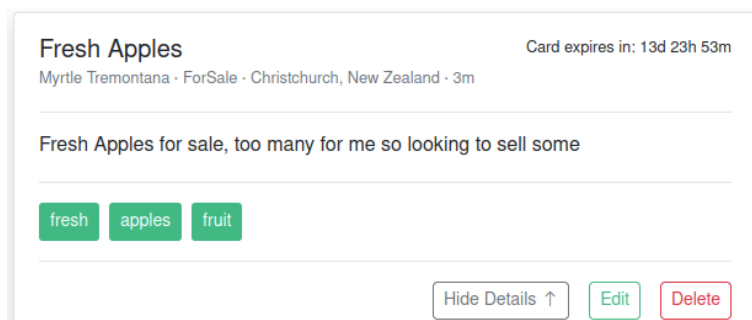 Fresh Apples
Card expires in: 13d 23h 53m
Myrtle Tremontana · ForSale · Christchurch, New Zealand · 3m
Fresh Apples for sale, too many for me so looking to sell some
fresh apples fruit
Hide Details ↑ Edit Delete